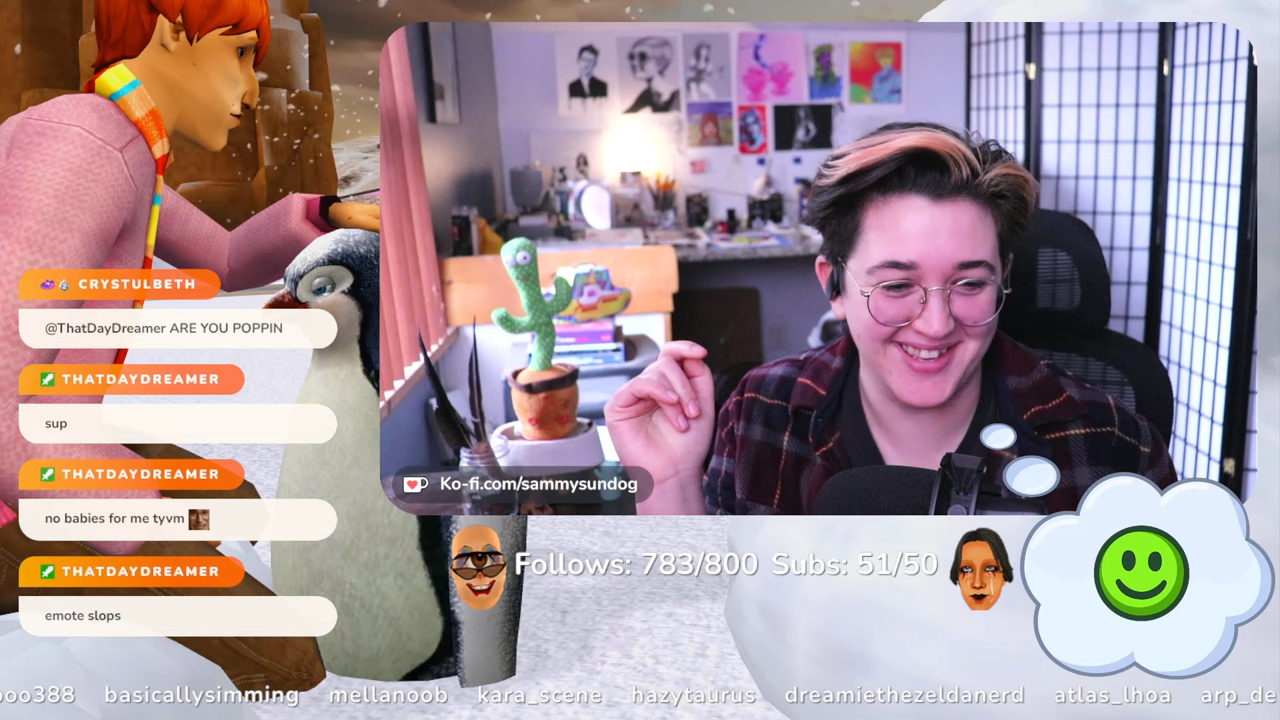 CRYSTULBETH
@ThatDayDreamer ARE YOU POPPIN
THATDAYDREAMER
sup
THATDAYDREAMER
no babies for me tyvm
THATDAYDREAMER
emote slops
Ko-fi.com/sammysundog
Follows: 783/800 Subs: 51/50
oo388 basicallysimming mellanoob kara_scene hazytaurus dreamiethezeldanerd atlas_lhoa arp_de